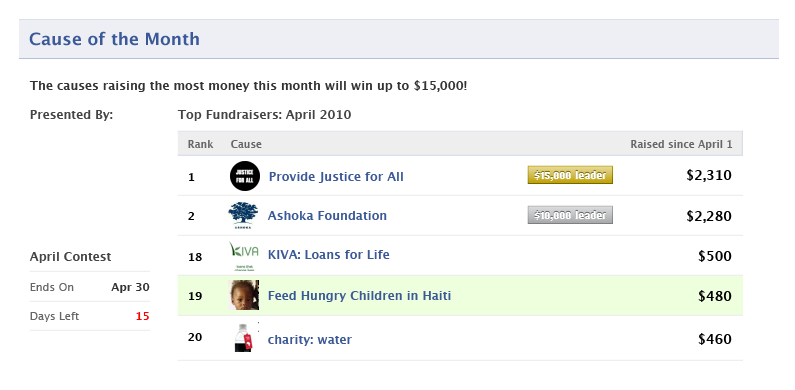 Cause of the Month
The causes raising the most money this month will win up to $15,000!
Presented By:
Top Fundraisers: April 2010
Rank Cause Raised since April 1
1 JUSTICE FOR ALL Provide Justice for All $15,000 leader $2,310
2 ASHOKA Ashoka Foundation $10,000 leader $2,280
18 KIVA KIVA: Loans for Life $500
19 Feed Hungry Children in Haiti $480
20 charity: water $460
April Contest
Ends On Apr 30
Days Left 15